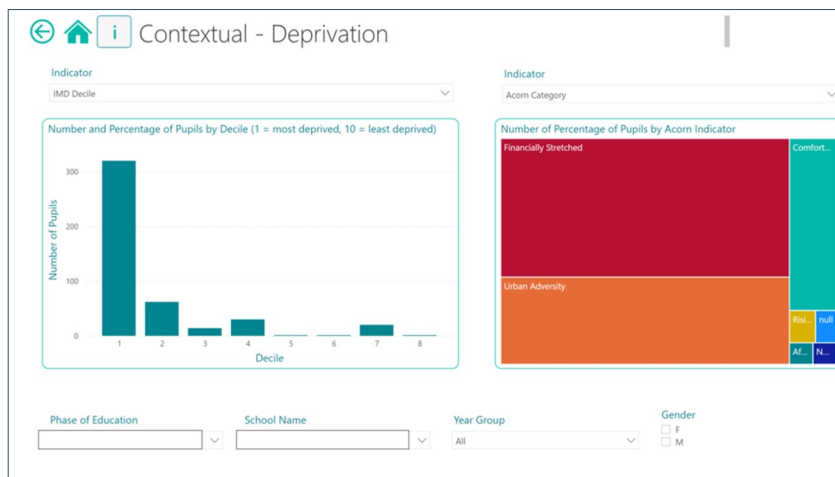 i Contextual - Deprivation
Indicator
IMD Decile
Indicator
Acorn Category
Number and Percentage of Pupils by Decile (1 = most deprived, 10 = least deprived)
300
200
100
0
Number of Pupils
1 2 3 4 5 6 7 8
Decile
Number of Percentage of Pupils by Acorn Indicator
Financially Stretched
Comfort...
Urban Adversity
Risi... null
Af... N...
Phase of Education
School Name
Year Group
All
Gender
F
M